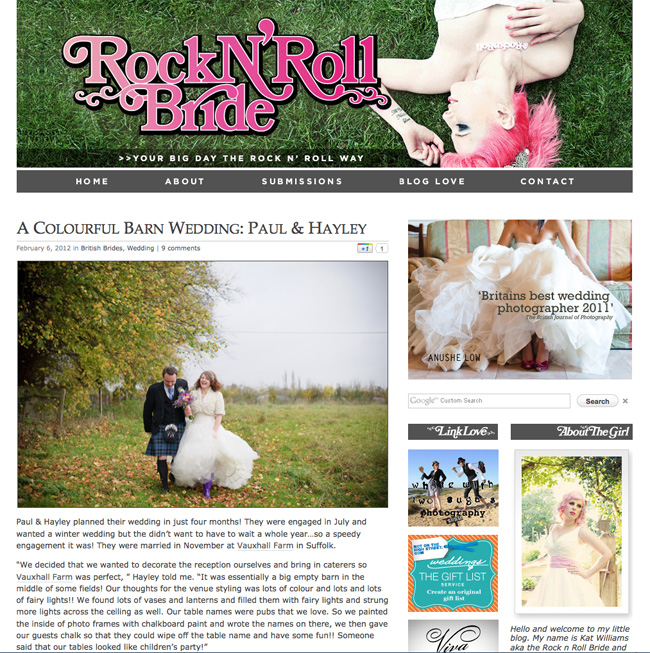 RockN'Roll
Bride
>>YOUR BIG DAY THE ROCK N' ROLL WAY
HOME ABOUT SUBMISSIONS BLOG LOVE CONTACT
A COLOURFUL BARN WEDDING: PAUL & HAYLEY
February 6, 2012 in British Brides, Wedding | 9 comments
+1 1
Paul & Hayley planned their wedding in just four months! They were engaged in July and
wanted a winter wedding but the didn't want to have to wait a whole year...so a speedy
engagement it was! They were married in November at Vauxhall Farm in Suffolk.
"We decided that we wanted to decorate the reception ourselves and bring in caterers so
Vauxhall Farm was perfect, " Hayley told me. "It was essentially a big empty barn in the
middle of some fields! Our thoughts for the venue styling was lots of colour and lots and lots
of fairy lights!! We found lots of vases and lanterns and filled them with fairy lights and strung
more lights across the ceiling as well. Our table names were pubs that we love. So we painted
the inside of photo frames with chalkboard paint and wrote the names on there, we then gave
our guests chalk so that they could wipe off the table name and have some fun!! Someone
said that our tables looked like children's party!"
'Britains best wedding
photographer 2011'
The British Journal of Photography
ANUSHE LOW
Google™ Custom Search
Search ×
Link Love
whole with
two sugars
photography
NOT ON THE
HIGH STREET
.COM
WEDDINGS
THE GIFT LIST
SERVICE
Create an original
gift list
Viva
About The Girl
Hello and welcome to my little
blog. My name is Kat Williams
aka the Rock n Roll Bride and